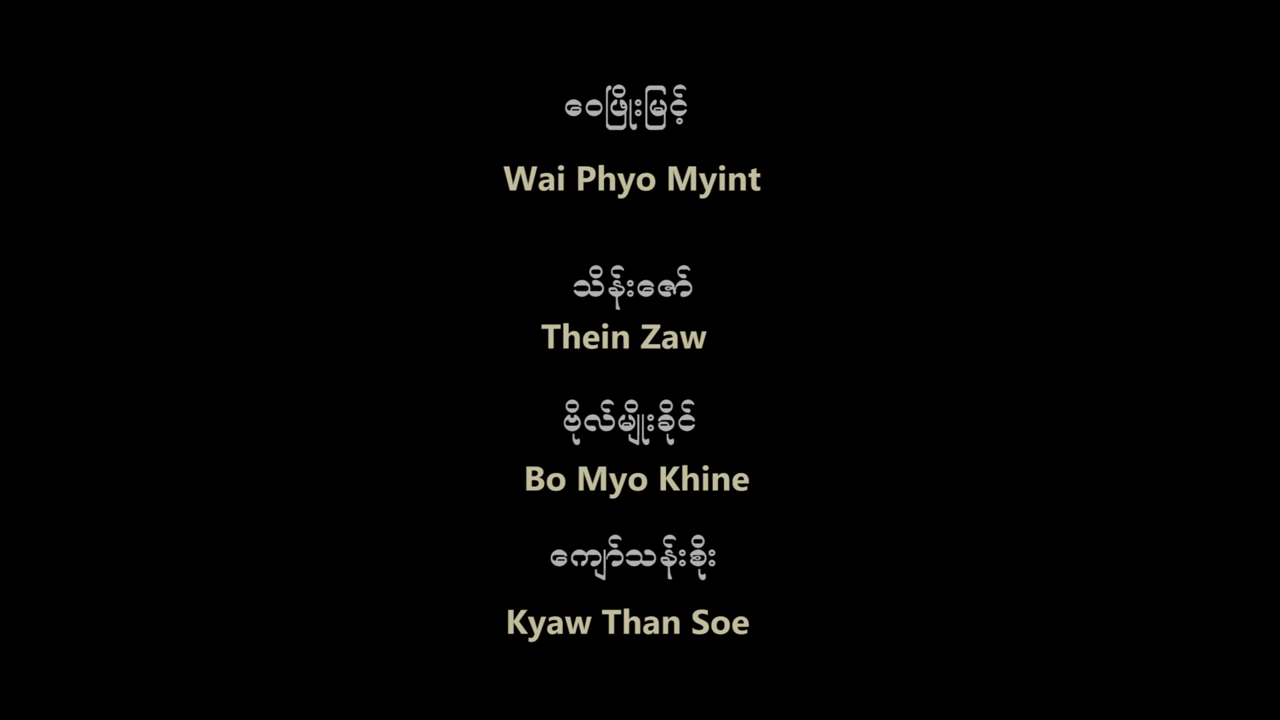 ဝေဖြိုးမြင့်
Wai Phyo Myint
သိန်းဇော်
Thein Zaw
ဗိုလ်မျိုးခိုင်
Bo Myo Khine
ကျော်သန်းစိုး
Kyaw Than Soe